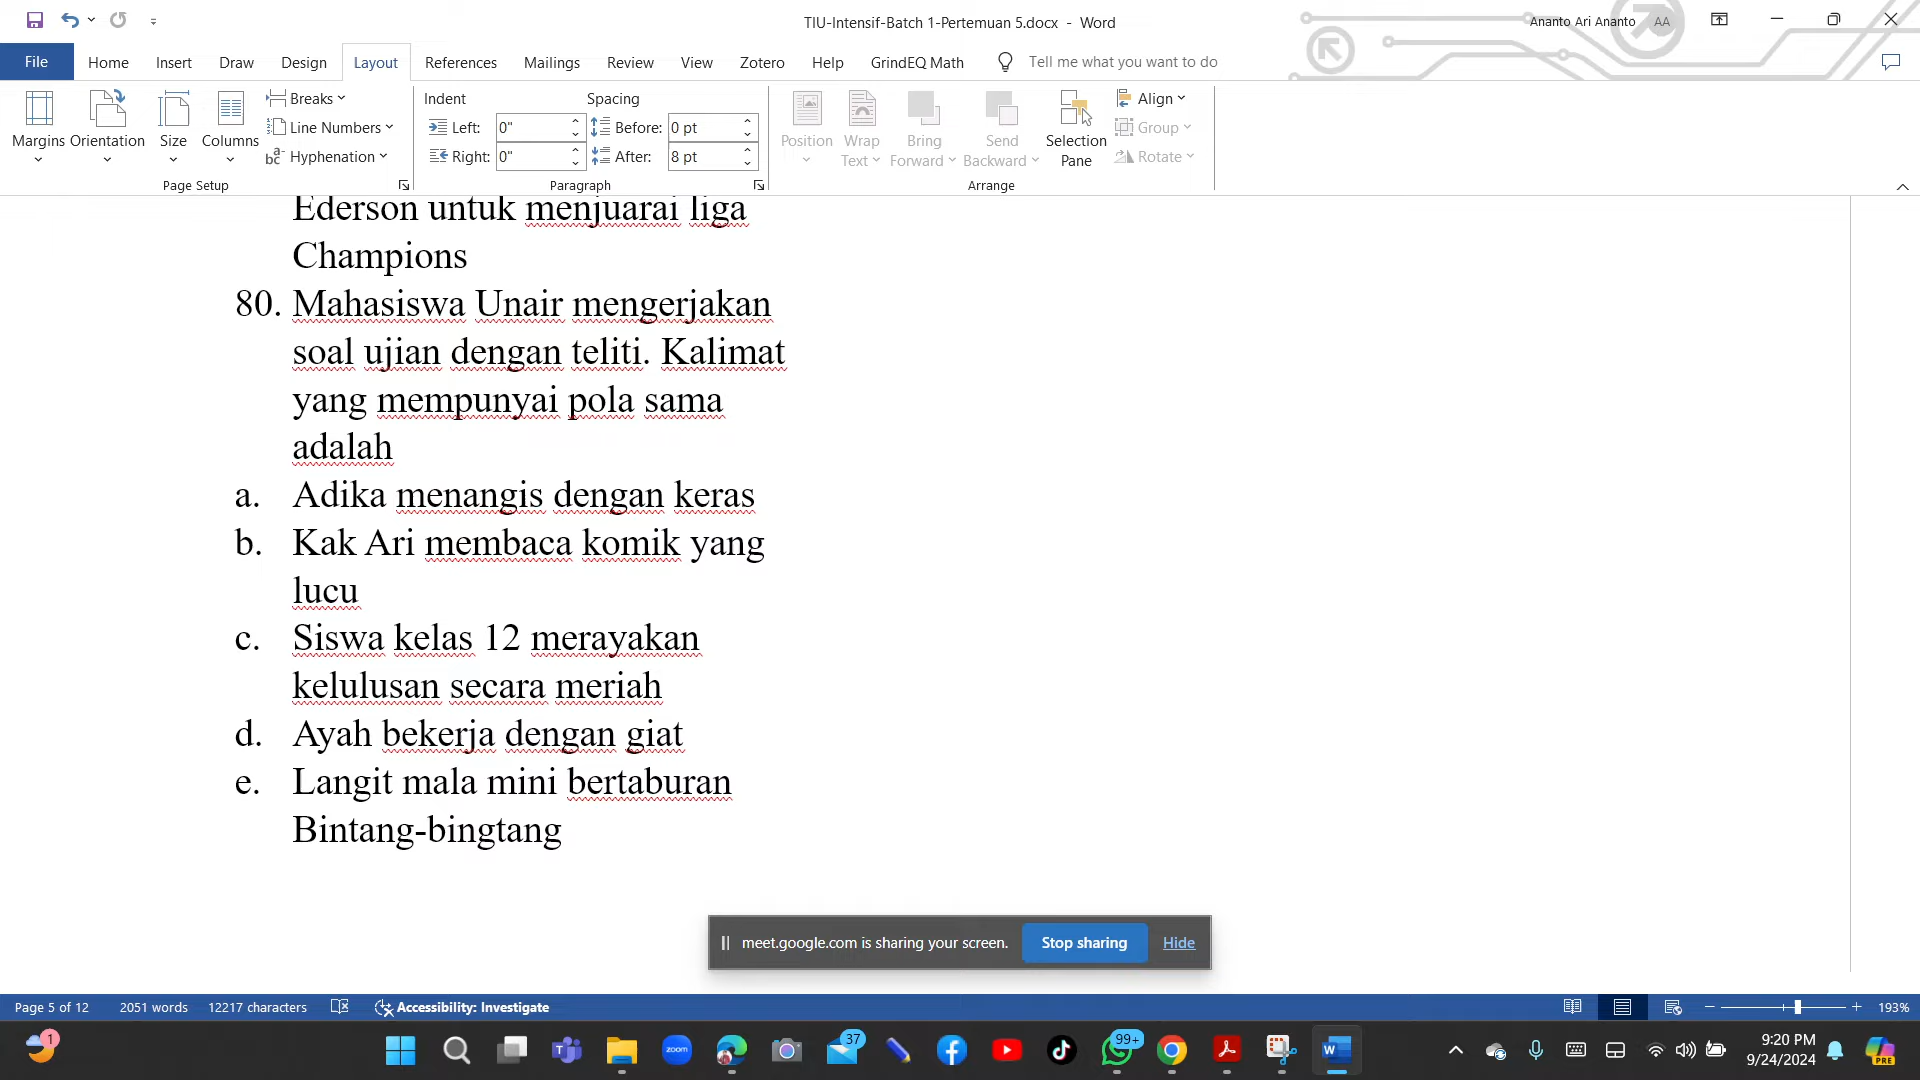 TIU-Intensif-Batch 1-Pertemuan 5.docx - Word
Ananto Ari Ananto
AA
File
Home
Insert
Draw
Design
Layout
References
Mailings
Review
View
Zotero
Help
GrindEQ Math
Tell me what you want to do
Margins
Orientation
Size
Columns
Breaks
Line Numbers
Hyphenation
Page Setup
Indent
Left: 0"
Right: 0"
Spacing
Before: 0 pt
After: 8 pt
Paragraph
Position
Wrap Text
Bring Forward
Send Backward
Selection Pane
Align
Group
Rotate
Arrange
Ederson untuk menjuarai liga
Champions
80. Mahasiswa Unair mengerjakan
soal ujian dengan teliti. Kalimat
yang mempunyai pola sama
adalah
a. Adika menangis dengan keras
b. Kak Ari membaca komik yang
lucu
c. Siswa kelas 12 merayakan
kelulusan secara meriah
d. Ayah bekerja dengan giat
e. Langit mala mini bertaburan
Bintang-bingtang
meet.google.com is sharing your screen.
Stop sharing
Hide
Page 5 of 12
2051 words
12217 characters
Accessibility: Investigate
193%
1
zoom
37
99+
9:20 PM
9/24/2024
PRE